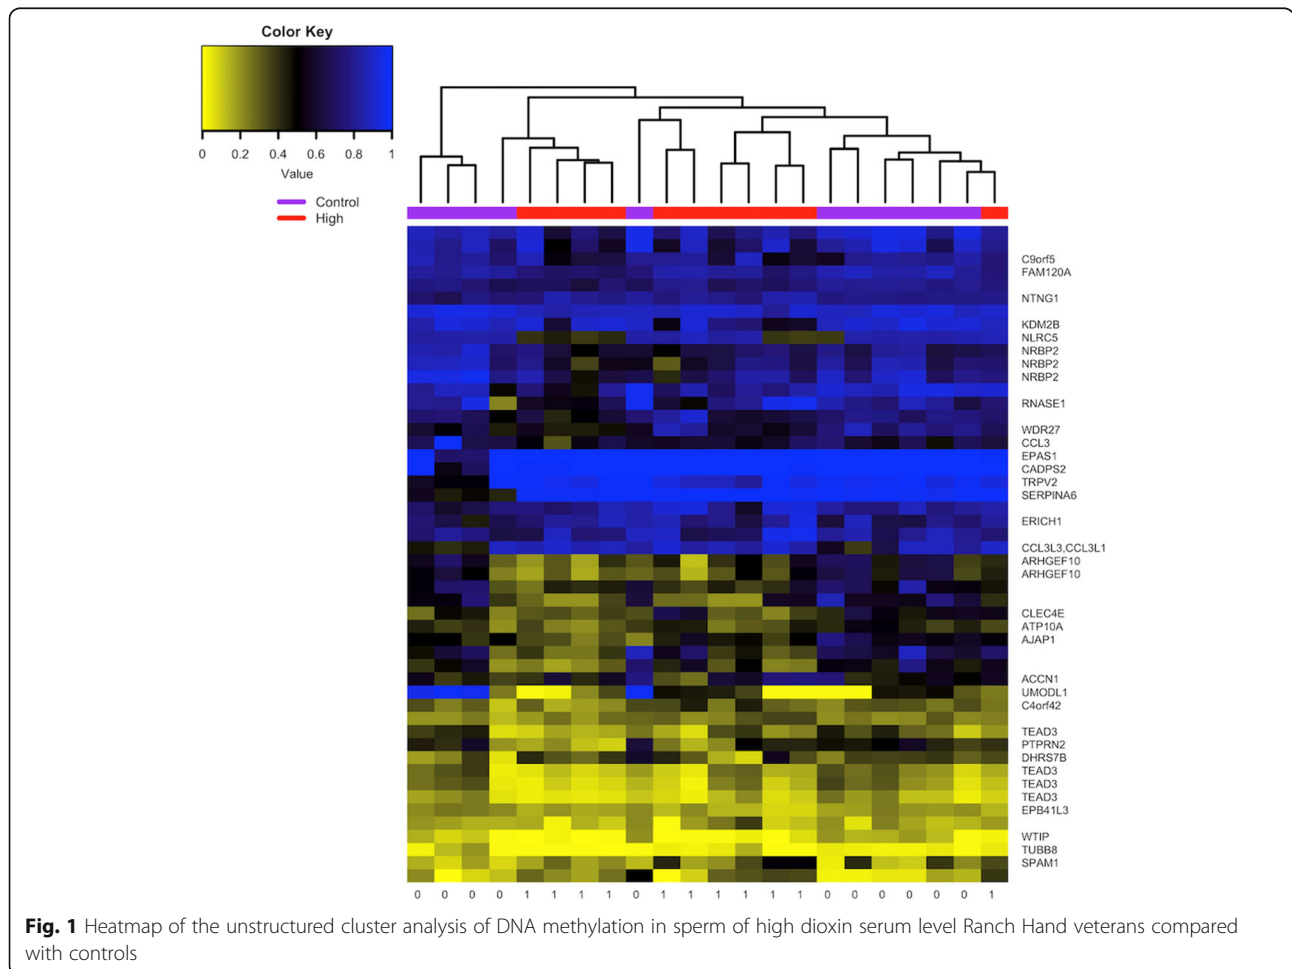 Color Key
0 0.2 0.4 0.6 0.8 1
Value
Control
High
C9orf5
FAM120A
NTNG1
KDM2B
NLRC5
NRBP2
NRBP2
NRBP2
RNASE1
WDR27
CCL3
EPAS1
CADPS2
TRPV2
SERPINA6
ERICH1
CCL3L3,CCL3L1
ARHGEF10
ARHGEF10
CLEC4E
ATP10A
AJAP1
ACCN1
UMODL1
C4orf42
TEAD3
PTPRN2
DHRS7B
TEAD3
TEAD3
TEAD3
EPB41L3
WTIP
TUBB8
SPAM1
0 0 0 0 1 1 1 1 0 1 1 1 1 1 1 0 0 0 0 0 0 1
Fig. 1 Heatmap of the unstructured cluster analysis of DNA methylation in sperm of high dioxin serum level Ranch Hand veterans compared
with controls